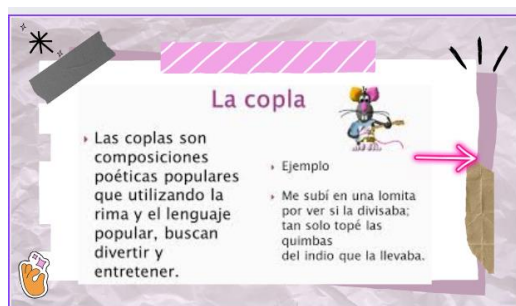 La copla
Las coplas son
composiciones
poéticas populares
que utilizando la
rima y el lenguaje
popular, buscan
divertir y
entretener.
Ejemplo
Me subí en una lomita
por ver si la divisaba;
tan solo topé las
quimbas
del indio que la llevaba.